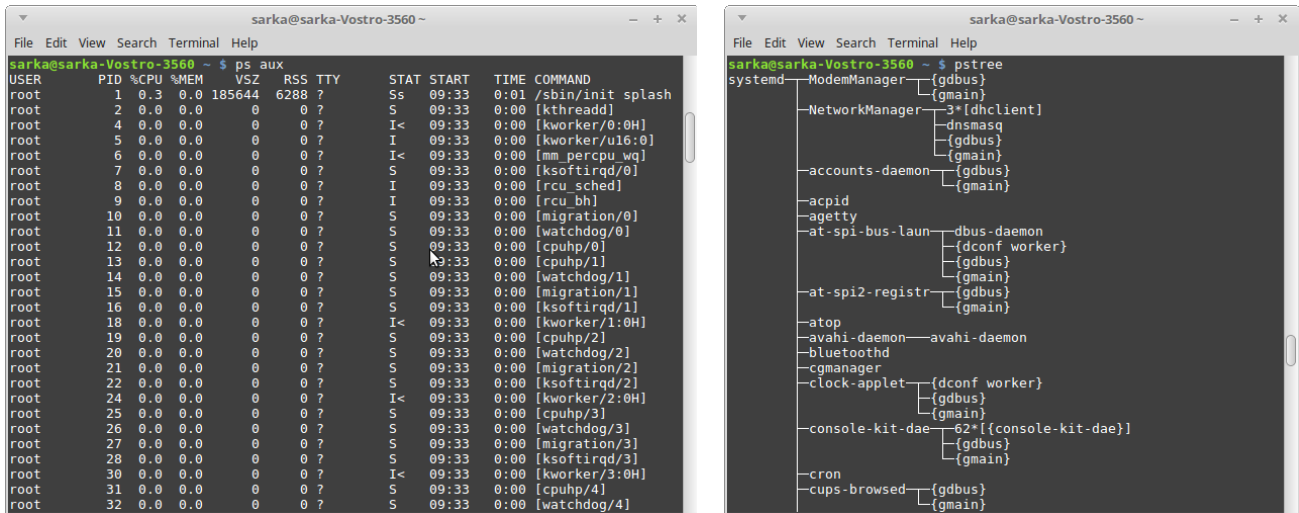 sarka@sarka-Vostro-3560 ~
File Edit View Search Terminal Help
sarka@sarka-Vostro-3560 ~ $ ps aux
USER PID %CPU %MEM VSZ RSS TTY STAT START TIME COMMAND
root 1 0.3 0.0 185644 6288 ? Ss 09:33 0:01 /sbin/init splash
root 2 0.0 0.0 0 0 ? S 09:33 0:00 [kthreadd]
root 4 0.0 0.0 0 0 ? I< 09:33 0:00 [kworker/0:0H]
root 5 0.0 0.0 0 0 ? I 09:33 0:00 [kworker/u16:0]
root 6 0.0 0.0 0 0 ? I< 09:33 0:00 [mm_percpu_wq]
root 7 0.0 0.0 0 0 ? S 09:33 0:00 [ksoftirqd/0]
root 8 0.0 0.0 0 0 ? I 09:33 0:00 [rcu_sched]
root 9 0.0 0.0 0 0 ? I 09:33 0:00 [rcu_bh]
root 10 0.0 0.0 0 0 ? S 09:33 0:00 [migration/0]
root 11 0.0 0.0 0 0 ? S 09:33 0:00 [watchdog/0]
root 12 0.0 0.0 0 0 ? S 09:33 0:00 [cpuhp/0]
root 13 0.0 0.0 0 0 ? S 09:33 0:00 [cpuhp/1]
root 14 0.0 0.0 0 0 ? S 09:33 0:00 [watchdog/1]
root 15 0.0 0.0 0 0 ? S 09:33 0:00 [migration/1]
root 16 0.0 0.0 0 0 ? S 09:33 0:00 [ksoftirqd/1]
root 18 0.0 0.0 0 0 ? I< 09:33 0:00 [kworker/1:0H]
root 19 0.0 0.0 0 0 ? S 09:33 0:00 [cpuhp/2]
root 20 0.0 0.0 0 0 ? S 09:33 0:00 [watchdog/2]
root 21 0.0 0.0 0 0 ? S 09:33 0:00 [migration/2]
root 22 0.0 0.0 0 0 ? S 09:33 0:00 [ksoftirqd/2]
root 24 0.0 0.0 0 0 ? I< 09:33 0:00 [kworker/2:0H]
root 25 0.0 0.0 0 0 ? S 09:33 0:00 [cpuhp/3]
root 26 0.0 0.0 0 0 ? S 09:33 0:00 [watchdog/3]
root 27 0.0 0.0 0 0 ? S 09:33 0:00 [migration/3]
root 28 0.0 0.0 0 0 ? S 09:33 0:00 [ksoftirqd/3]
root 30 0.0 0.0 0 0 ? I< 09:33 0:00 [kworker/3:0H]
root 31 0.0 0.0 0 0 ? S 09:33 0:00 [cpuhp/4]
root 32 0.0 0.0 0 0 ? S 09:33 0:00 [watchdog/4]
sarka@sarka-Vostro-3560 ~
File Edit View Search Terminal Help
sarka@sarka-Vostro-3560 ~ $ pstree
systemd─┬─ModemManager─┬─{gdbus}
└─{gmain}
├─NetworkManager─┬─3*[dhclient]
├─dnsmasq
├─{gdbus}
└─{gmain}
├─accounts-daemon─┬─{gdbus}
└─{gmain}
├─acpid
├─agetty
├─at-spi-bus-laun─┬─dbus-daemon
├─{dconf worker}
├─{gdbus}
└─{gmain}
├─at-spi2-registr─┬─{gdbus}
└─{gmain}
├─atop
├─avahi-daemon───avahi-daemon
├─bluetoothd
├─cgmanager
├─clock-applet─┬─{dconf worker}
├─{gdbus}
└─{gmain}
├─console-kit-dae─┬─62*[{console-kit-dae}]
├─{gdbus}
└─{gmain}
├─cron
├─cups-browsed─┬─{gdbus}
└─{gmain}